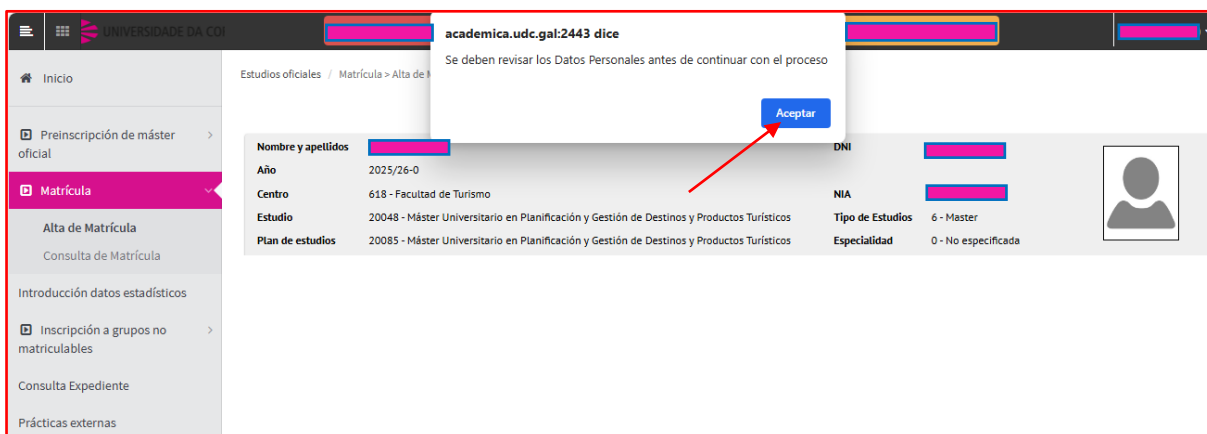 UNIVERSIDADE DA COI
academica.udc.gal:2443 dice
Se deben revisar los Datos Personales antes de continuar con el proceso
Aceptar
Inicio
Preinscripción de máster
oficial
Matrícula
Alta de Matrícula
Consulta de Matrícula
Introducción datos estadísticos
Inscripción a grupos no
matriculables
Consulta Expediente
Prácticas externas
Estudios oficiales / Matrícula > Alta de M
Nombre y apellidos DNI
Año 2025/26-0
Centro 618 - Facultad de Turismo NIA
Estudio 20048 - Máster Universitario en Planificación y Gestión de Destinos y Productos Turísticos Tipo de Estudios 6 - Master
Plan de estudios 20085 - Máster Universitario en Planificación y Gestión de Destinos y Productos Turísticos Especialidad 0 - No especificada